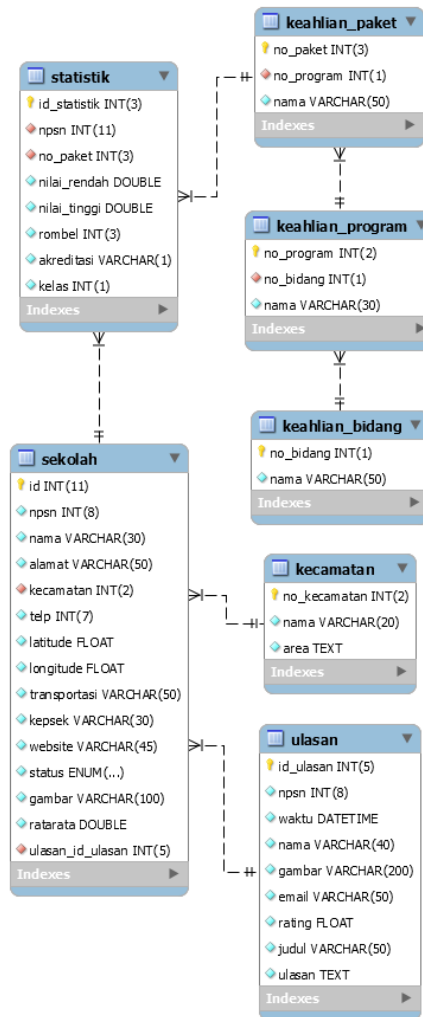 statistik
id_statistik INT(3)
npsn INT(11)
no_paket INT(3)
nilai_rendah DOUBLE
nilai_tinggi DOUBLE
rombel INT(3)
akreditasi VARCHAR(1)
kelas INT(1)
Indexes
keahlian_paket
no_paket INT(3)
no_program INT(1)
nama VARCHAR(50)
Indexes
keahlian_program
no_program INT(2)
no_bidang INT(1)
nama VARCHAR(30)
Indexes
keahlian_bidang
no_bidang INT(1)
nama VARCHAR(50)
Indexes
sekolah
id INT(11)
npsn INT(8)
nama VARCHAR(30)
alamat VARCHAR(50)
kecamatan INT(2)
telp INT(7)
latitude FLOAT
longitude FLOAT
transportasi VARCHAR(50)
kepsek VARCHAR(30)
website VARCHAR(45)
status ENUM(...)
gambar VARCHAR(100)
ratarata DOUBLE
ulasan_id_ulasan INT(5)
Indexes
kecamatan
no_kecamatan INT(2)
nama VARCHAR(20)
area TEXT
Indexes
ulasan
id_ulasan INT(5)
npsn INT(8)
waktu DATETIME
nama VARCHAR(40)
gambar VARCHAR(200)
email VARCHAR(50)
rating FLOAT
judul VARCHAR(50)
ulasan TEXT
Indexes